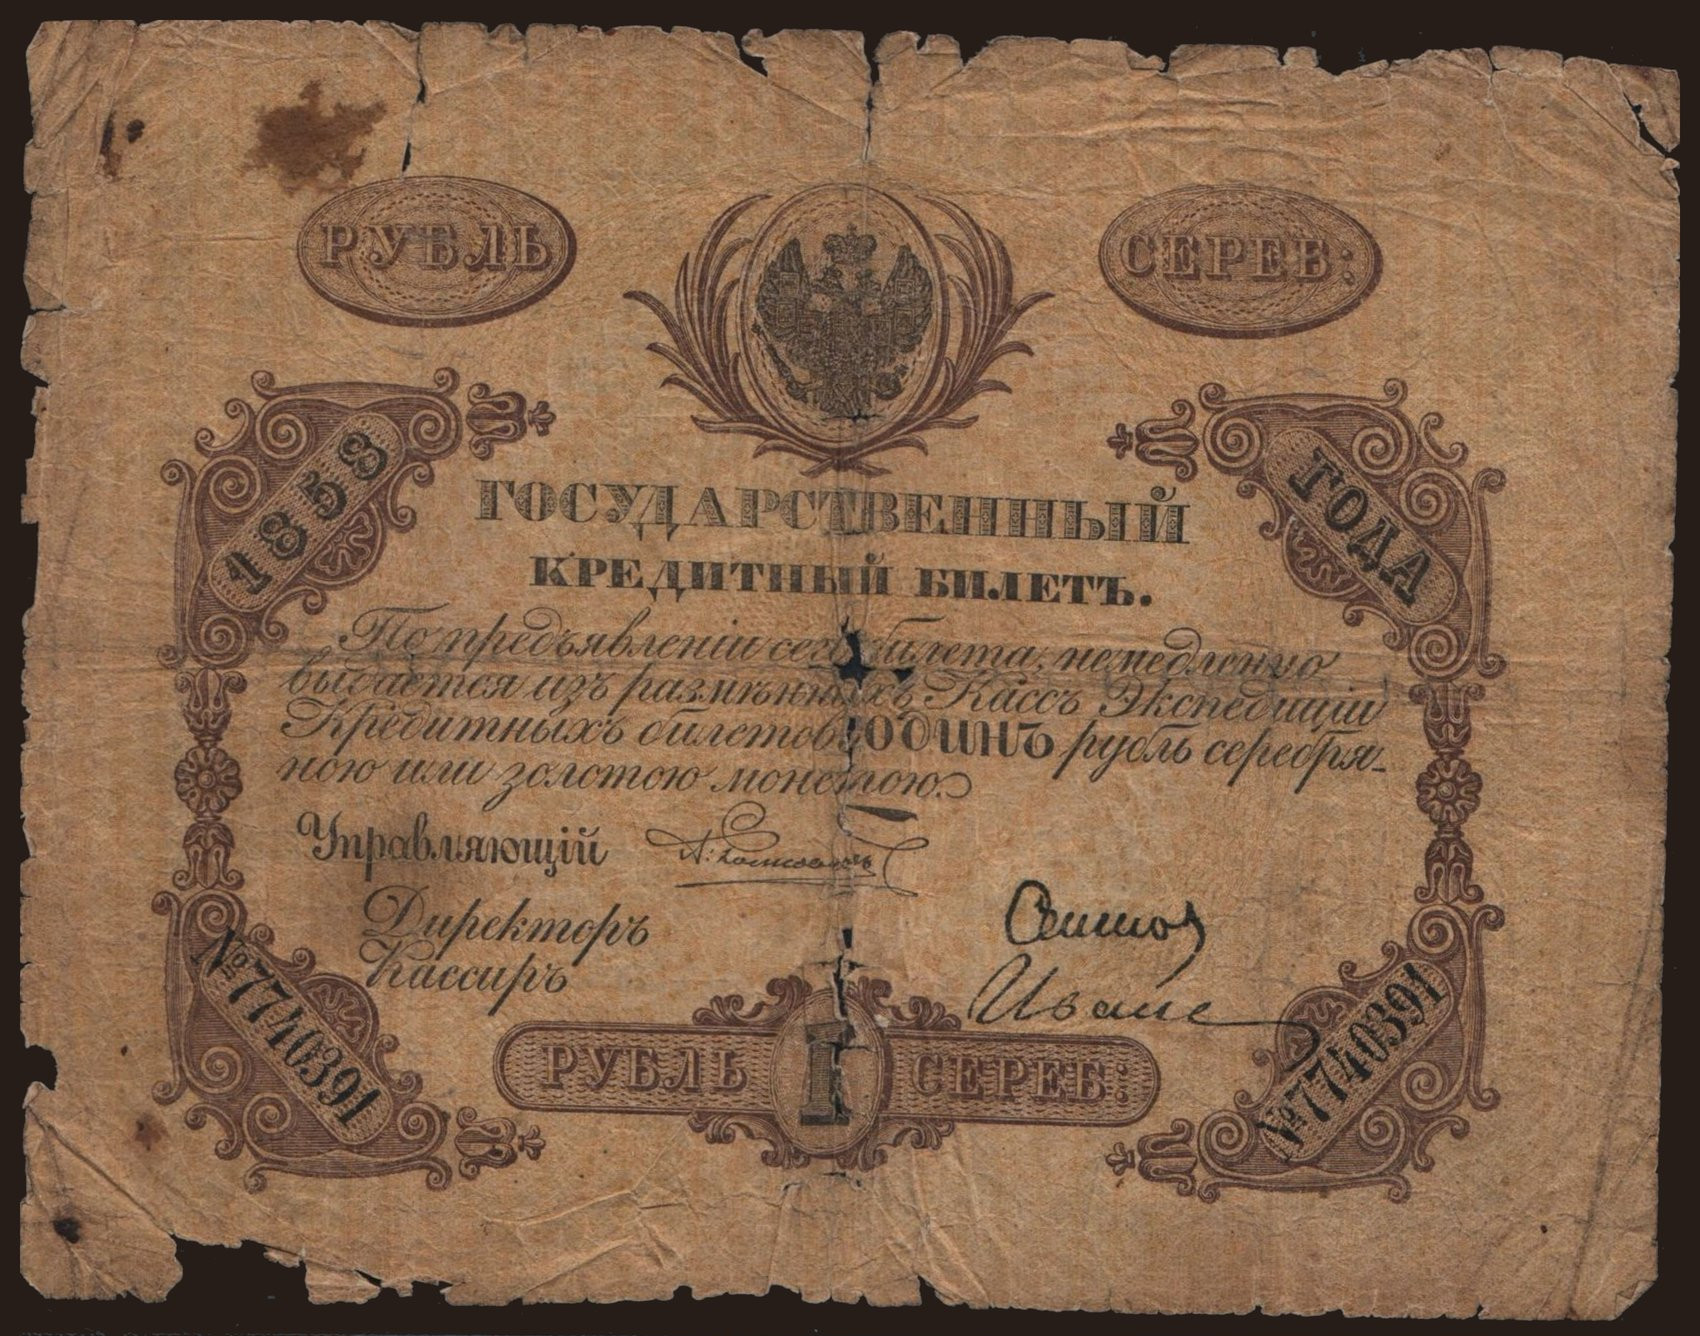 РУБЛЬ
СЕРЕБ:
1858
ГОДА
ГОСУДАРСТВЕННЫЙ
КРЕДИТНЫЙ БИЛЕТЪ.
По предъявленіи сего билета, немедленно
выдается изъ размѣнныхъ Кассъ Экспедиціи
Кредитныхъ билетовъ ОДИНЪ рубль серебря-
ною или золотою монетою.
Управляющій
Директоръ
Кассиръ
№7740391
№7740391
РУБЛЬ 1 СЕРЕБ: